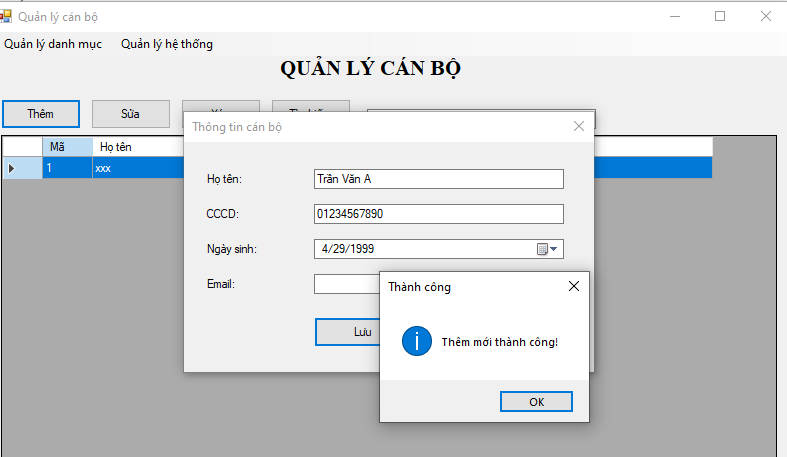 Quản lý cán bộ
Quản lý danh mục Quản lý hệ thống
QUẢN LÝ CÁN BỘ
Thêm Sửa
Thông tin cán bộ
Mã Họ tên
1 xxx
Họ tên: Trần Văn A
CCCD: 01234567890
Ngày sinh: 4/29/1999
Email:
Lưu
Thành công
Thêm mới thành công!
OK